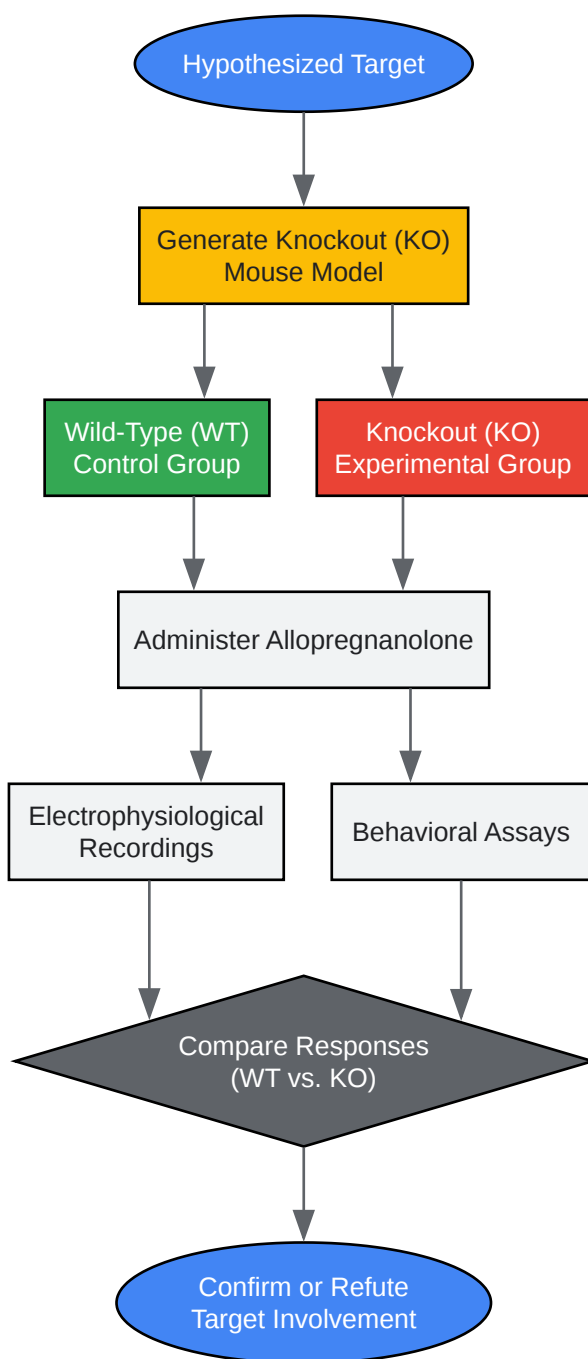 Hypothesized Target
Generate Knockout (KO)
Mouse Model
Wild-Type (WT)
Control Group
Knockout (KO)
Experimental Group
Administer Allopregnanolone
Electrophysiological
Recordings
Behavioral Assays
Compare Responses
(WT vs. KO)
Confirm or Refute
Target Involvement